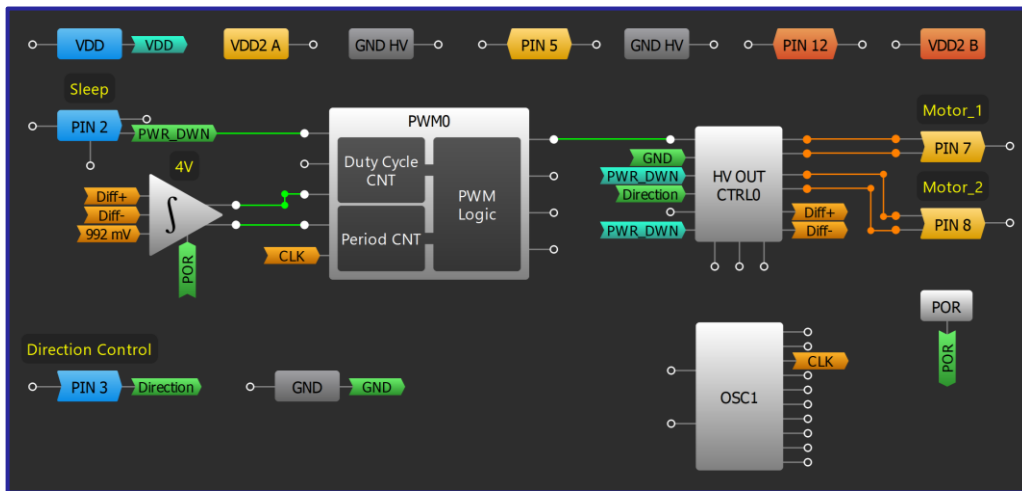 VDD
VDD
VDD2 A
GND HV
PIN 5
GND HV
PIN 12
VDD2 B
Sleep
PIN 2
PWR_DWN
4V
Diff+
Diff-
992 mV
∫
POR
PWM0
Duty Cycle
CNT
Period CNT
PWM
Logic
CLK
GND
PWR_DWN
Direction
PWR_DWN
HV OUT
CTRL0
Diff+
Diff-
Motor_1
PIN 7
Motor_2
PIN 8
POR
POR
Direction Control
PIN 3
Direction
GND
GND
OSC1
CLK